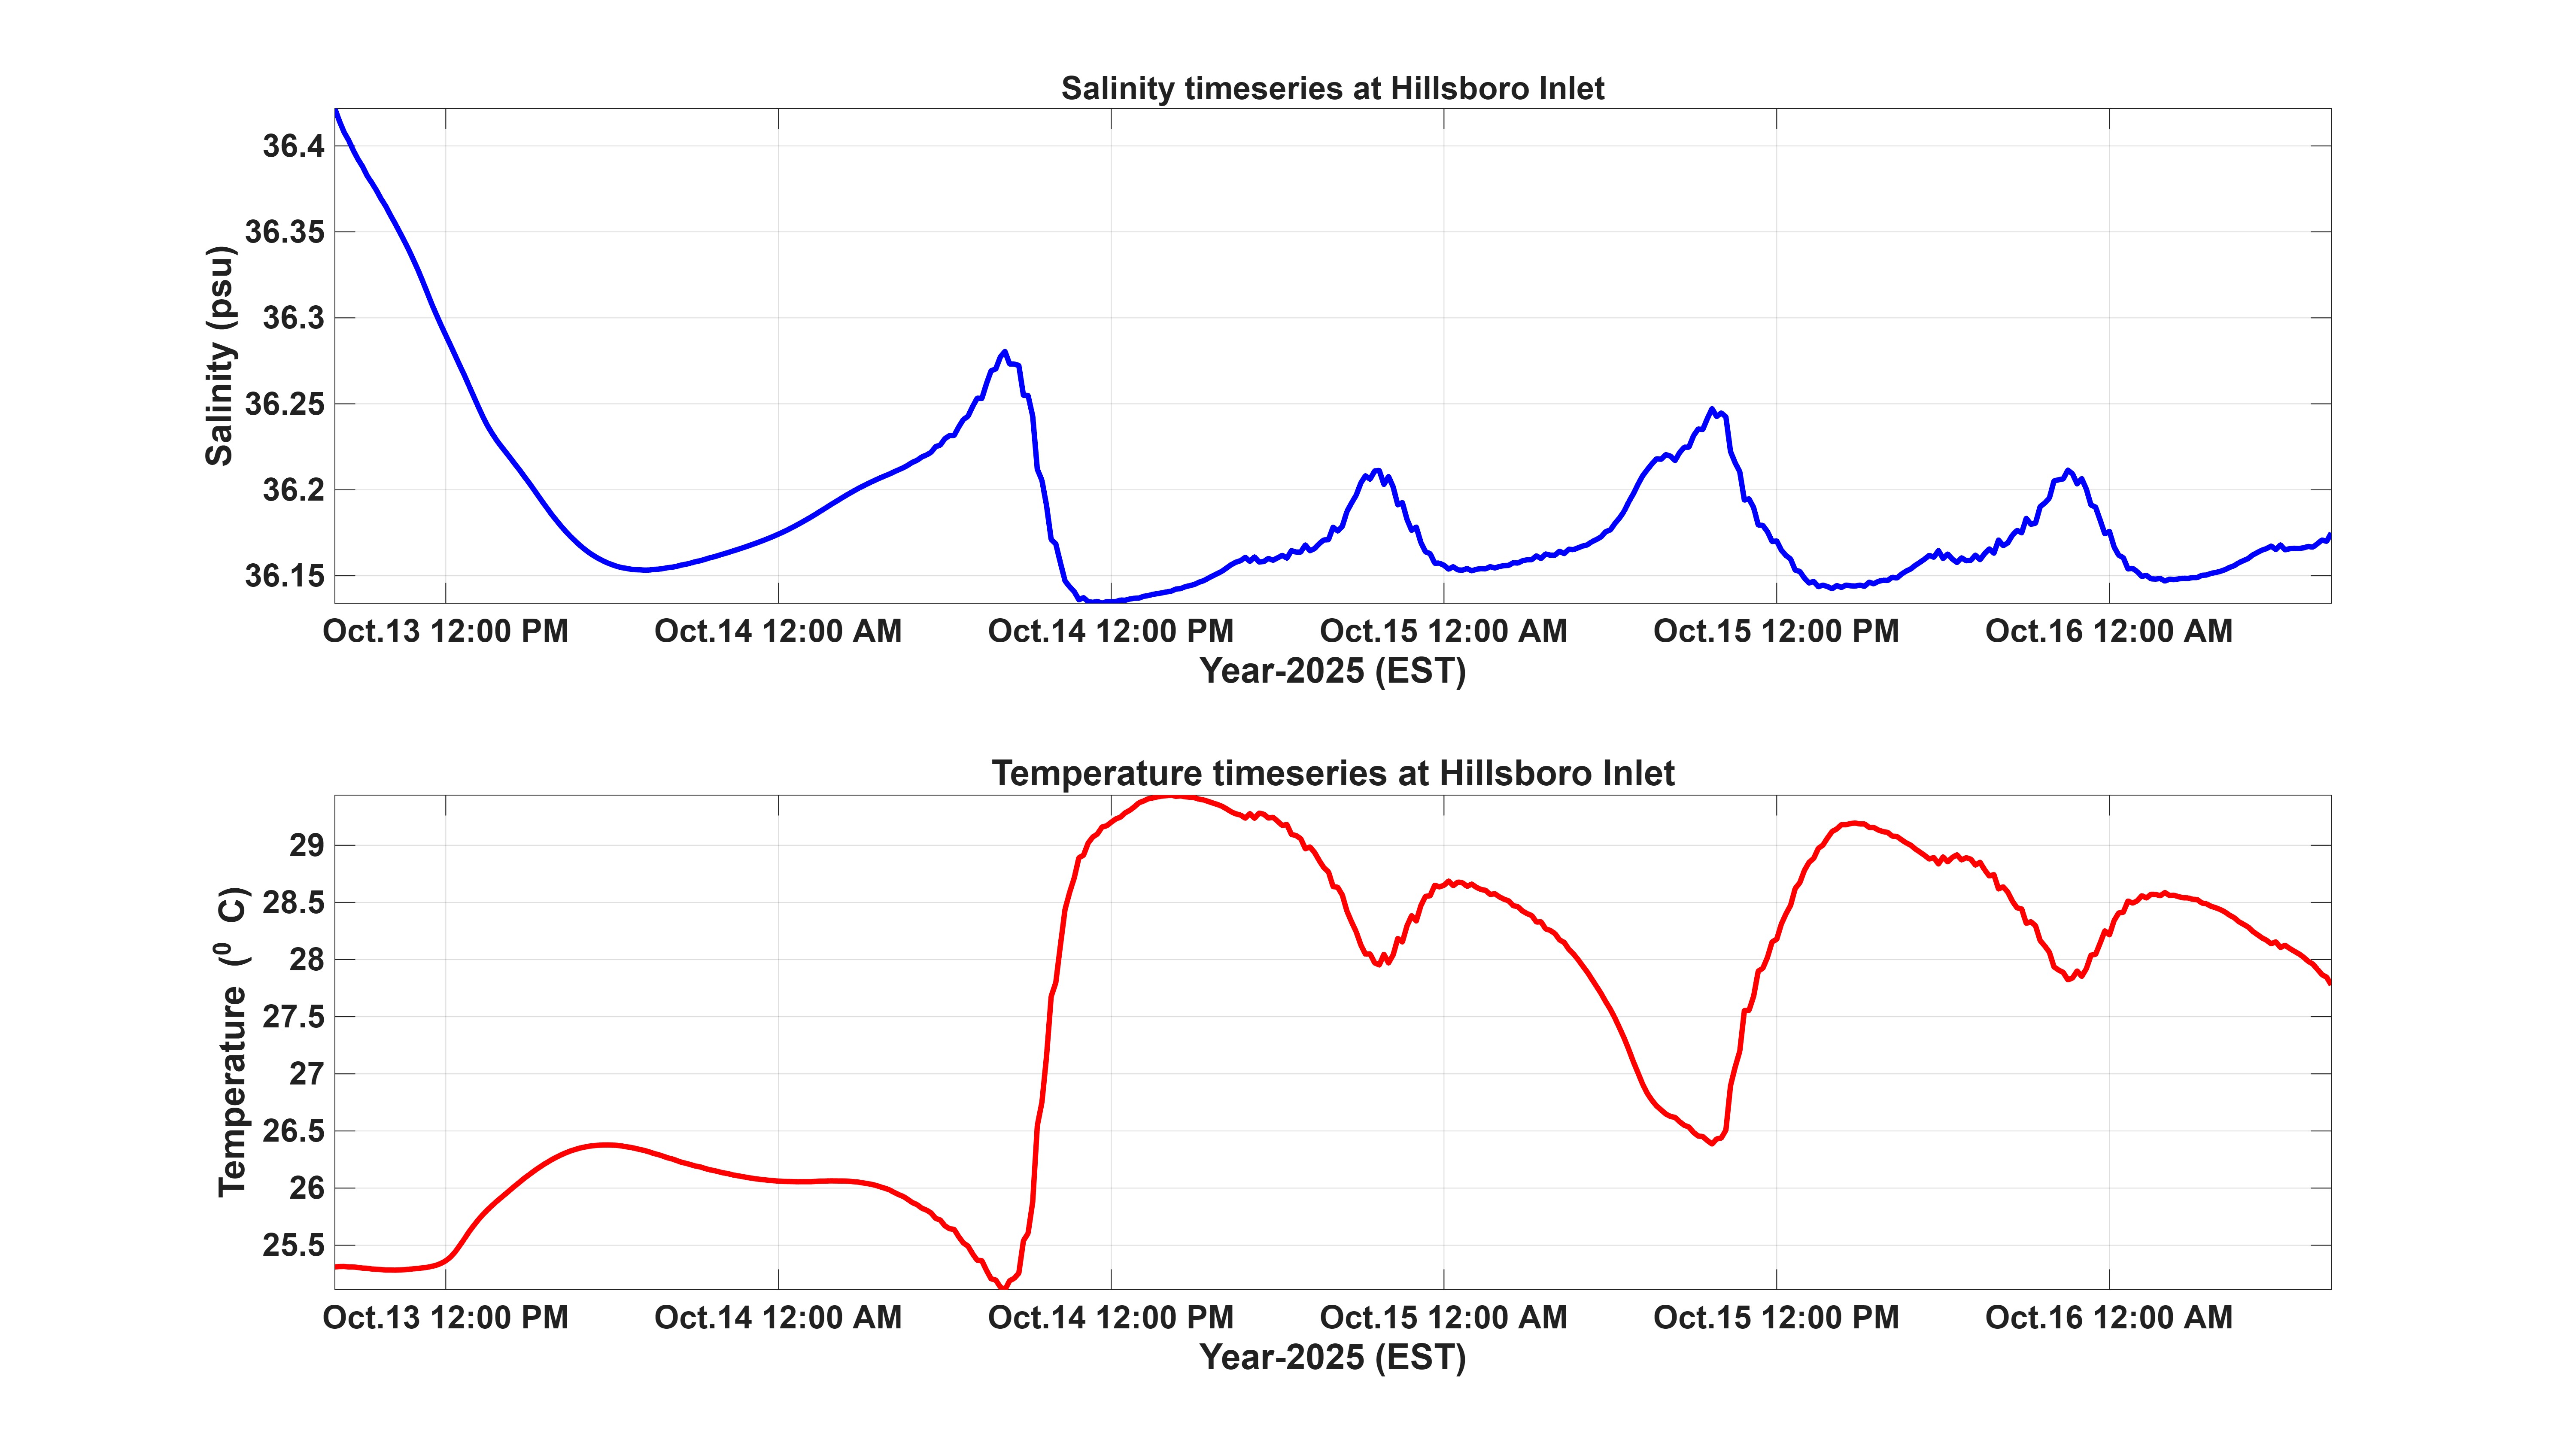 Salinity timeseries at Hillsboro Inlet
Salinity (psu)
36.4
36.35
36.3
36.25
36.2
36.15
Oct.13 12:00 PM Oct.14 12:00 AM Oct.14 12:00 PM Oct.15 12:00 AM Oct.15 12:00 PM Oct.16 12:00 AM
Year-2025 (EST)
Temperature timeseries at Hillsboro Inlet
Temperature (⁰ C)
29
28.5
28
27.5
27
26.5
26
25.5
Oct.13 12:00 PM Oct.14 12:00 AM Oct.14 12:00 PM Oct.15 12:00 AM Oct.15 12:00 PM Oct.16 12:00 AM
Year-2025 (EST)